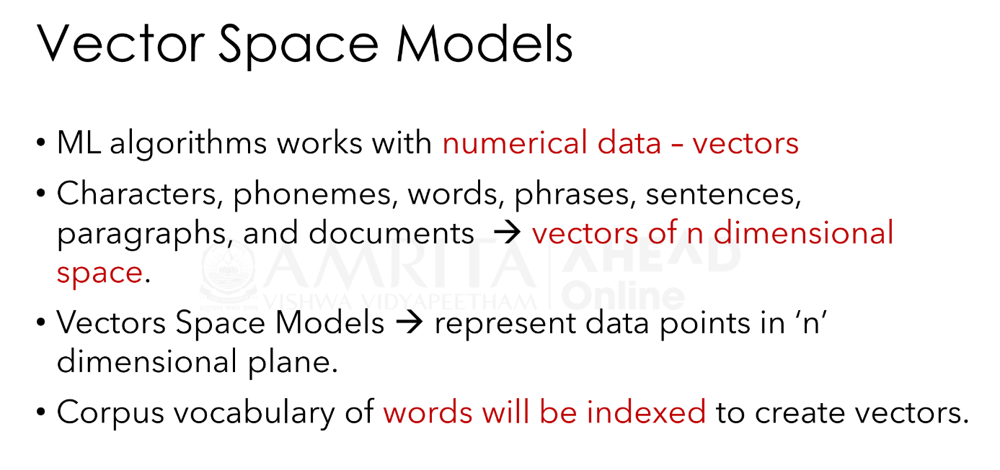 Vector Space Models
• ML algorithms works with numerical data – vectors
• Characters, phonemes, words, phrases, sentences,
paragraphs, and documents → vectors of n dimensional
space.
AMRITA AHEAD
VISHWA VIDYAPEETHAM Online
• Vectors Space Models → represent data points in ‘n’
dimensional plane.
• Corpus vocabulary of words will be indexed to create vectors.